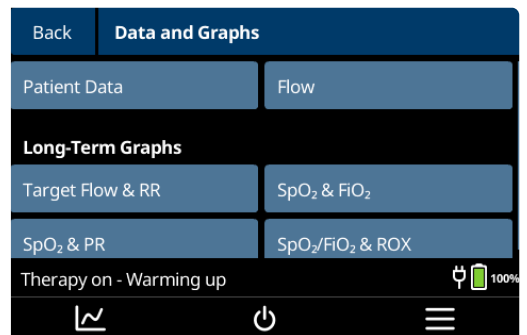 Back Data and Graphs
Patient Data Flow
Long-Term Graphs
Target Flow & RR SpO₂ & FiO₂
SpO₂ & PR SpO₂/FiO₂ & ROX
Therapy on - Warming up 100%